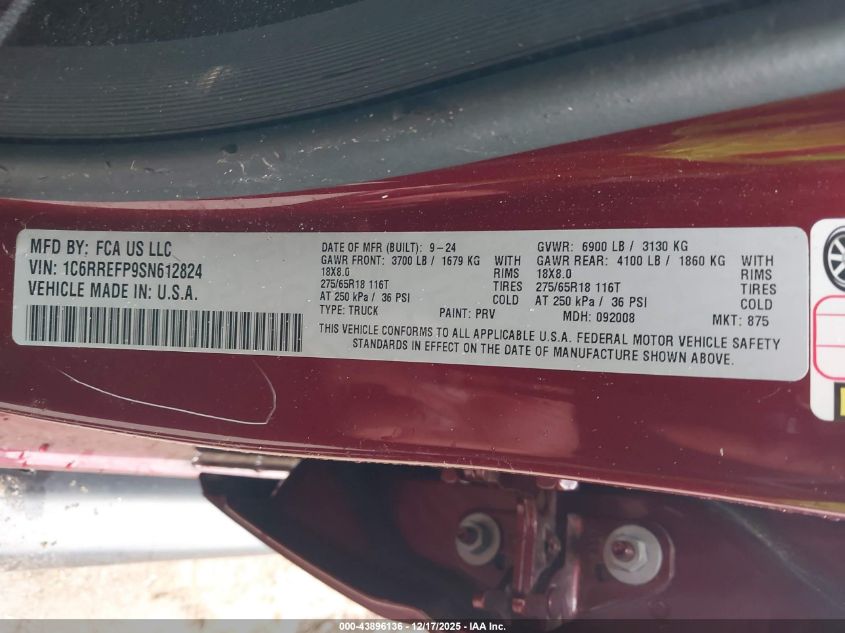 MFD BY: FCA US LLC
VIN: 1C6RREFP9SN612824
VEHICLE MADE IN: U.S.A.
DATE OF MFR (BUILT): 9-24
GAWR FRONT: 3700 LB / 1679 KG WITH
18X8.0 RIMS
275/65R18 116T TIRES
AT 250 kPa / 36 PSI COLD
TYPE: TRUCK PAINT: PRV
GVWR: 6900 LB / 3130 KG
GAWR REAR: 4100 LB / 1860 KG WITH
18X8.0 RIMS
275/65R18 116T TIRES
AT 250 kPa / 36 PSI COLD
MDH: 092008 MKT: 875
THIS VEHICLE CONFORMS TO ALL APPLICABLE U.S.A. FEDERAL MOTOR VEHICLE SAFETY
STANDARDS IN EFFECT ON THE DATE OF MANUFACTURE SHOWN ABOVE.
000-43896136 - 12/17/2025 - IAA, Inc.